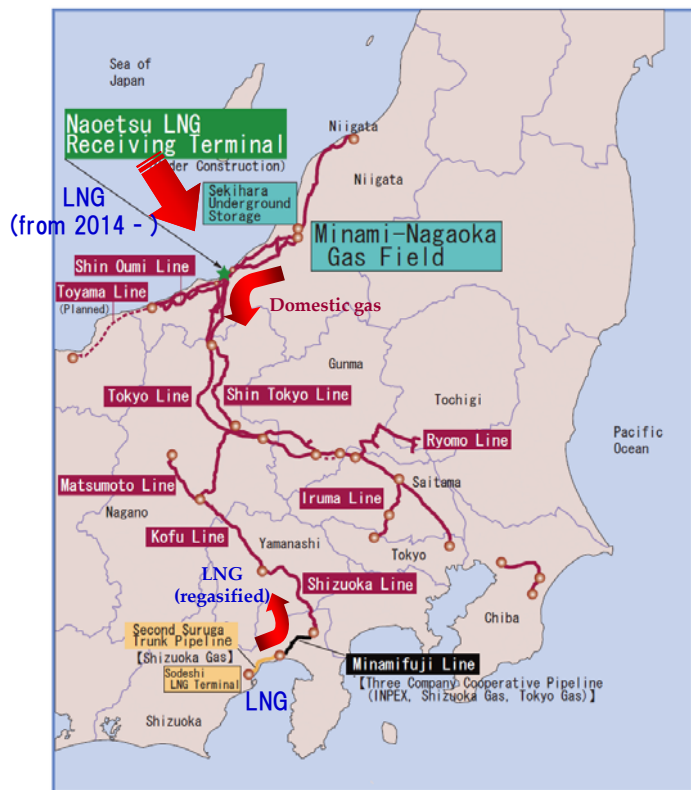 Sea of
Japan
Naoetsu LNG
Receiving Terminal
der Construction)
LNG
(from 2014 - )
Sekihara
Underground
Storage
Niigata
Niigata
Minami-Nagaoka
Gas Field
Shin Oumi Line
Toyama Line
(Planned)
Domestic gas
Gunma
Tochigi
Tokyo Line
Shin Tokyo Line
Ryomo Line
Pacific
Ocean
Matsumoto Line
Saitama
Iruma Line
Nagano
Kofu Line
Yamanashi
Tokyo
LNG
(regasified)
Shizuoka Line
Chiba
Second Suruga
Trunk Pipeline
【Shizuoka Gas】
Sodeshi
LNG Terminal
LNG
Minamifuji Line
【Three Company Cooperative Pipeline
(INPEX, Shizuoka Gas, Tokyo Gas)】
Shizuoka